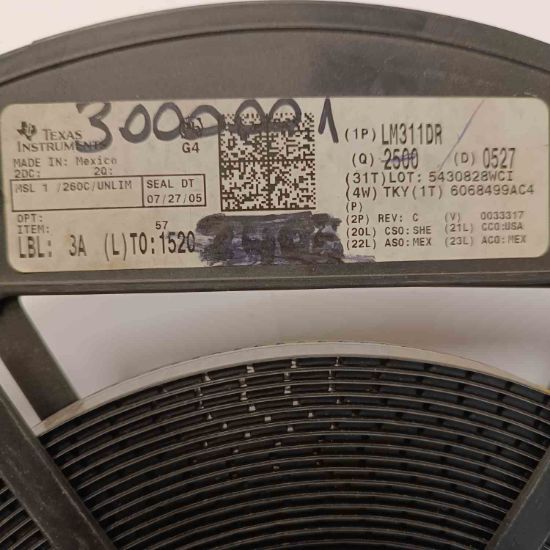 3000001
TEXAS
INSTRUMENTS
G4
MADE IN: Mexico
2DC: 2Q:
MSL 1 /260C/UNLIM
SEAL DT
07/27/05
OPT:
ITEM:
57
LBL: 3A (L)TO:1520
(1P) LM311DR
(Q) 2500 (D) 0527
(31T)LOT: 5430828WCI
(4W) TKY(1T) 6068499AC4
(P)
(2P) REV: C (V) 0033317
(20L) CSO:SHE (21L) CCO:USA
(22L) ASO:MEX (23L) ACO:MEX